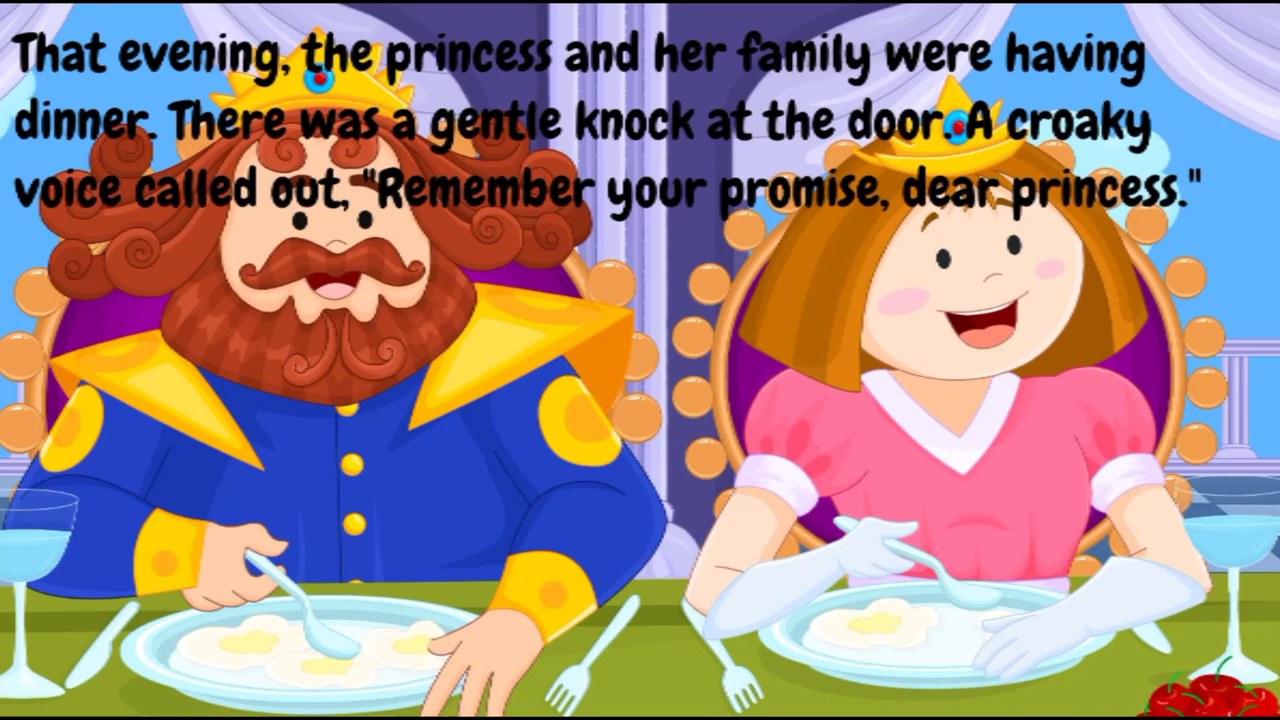 That evening, the princess and her family were having
dinner. There was a gentle knock at the door. A croaky
voice called out, "Remember your promise, dear princess."